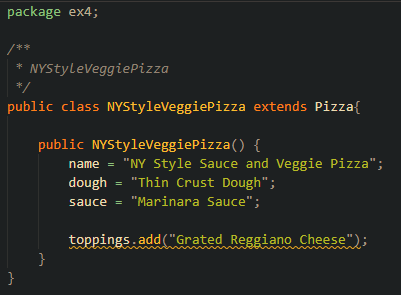 package ex4;
/**
 * NYStyleVeggiePizza
 */
public class NYStyleVeggiePizza extends Pizza{
    public NYStyleVeggiePizza() {
        name = "NY Style Sauce and Veggie Pizza";
        dough = "Thin Crust Dough";
        sauce = "Marinara Sauce";
        toppings.add("Grated Reggiano Cheese");
    }
}